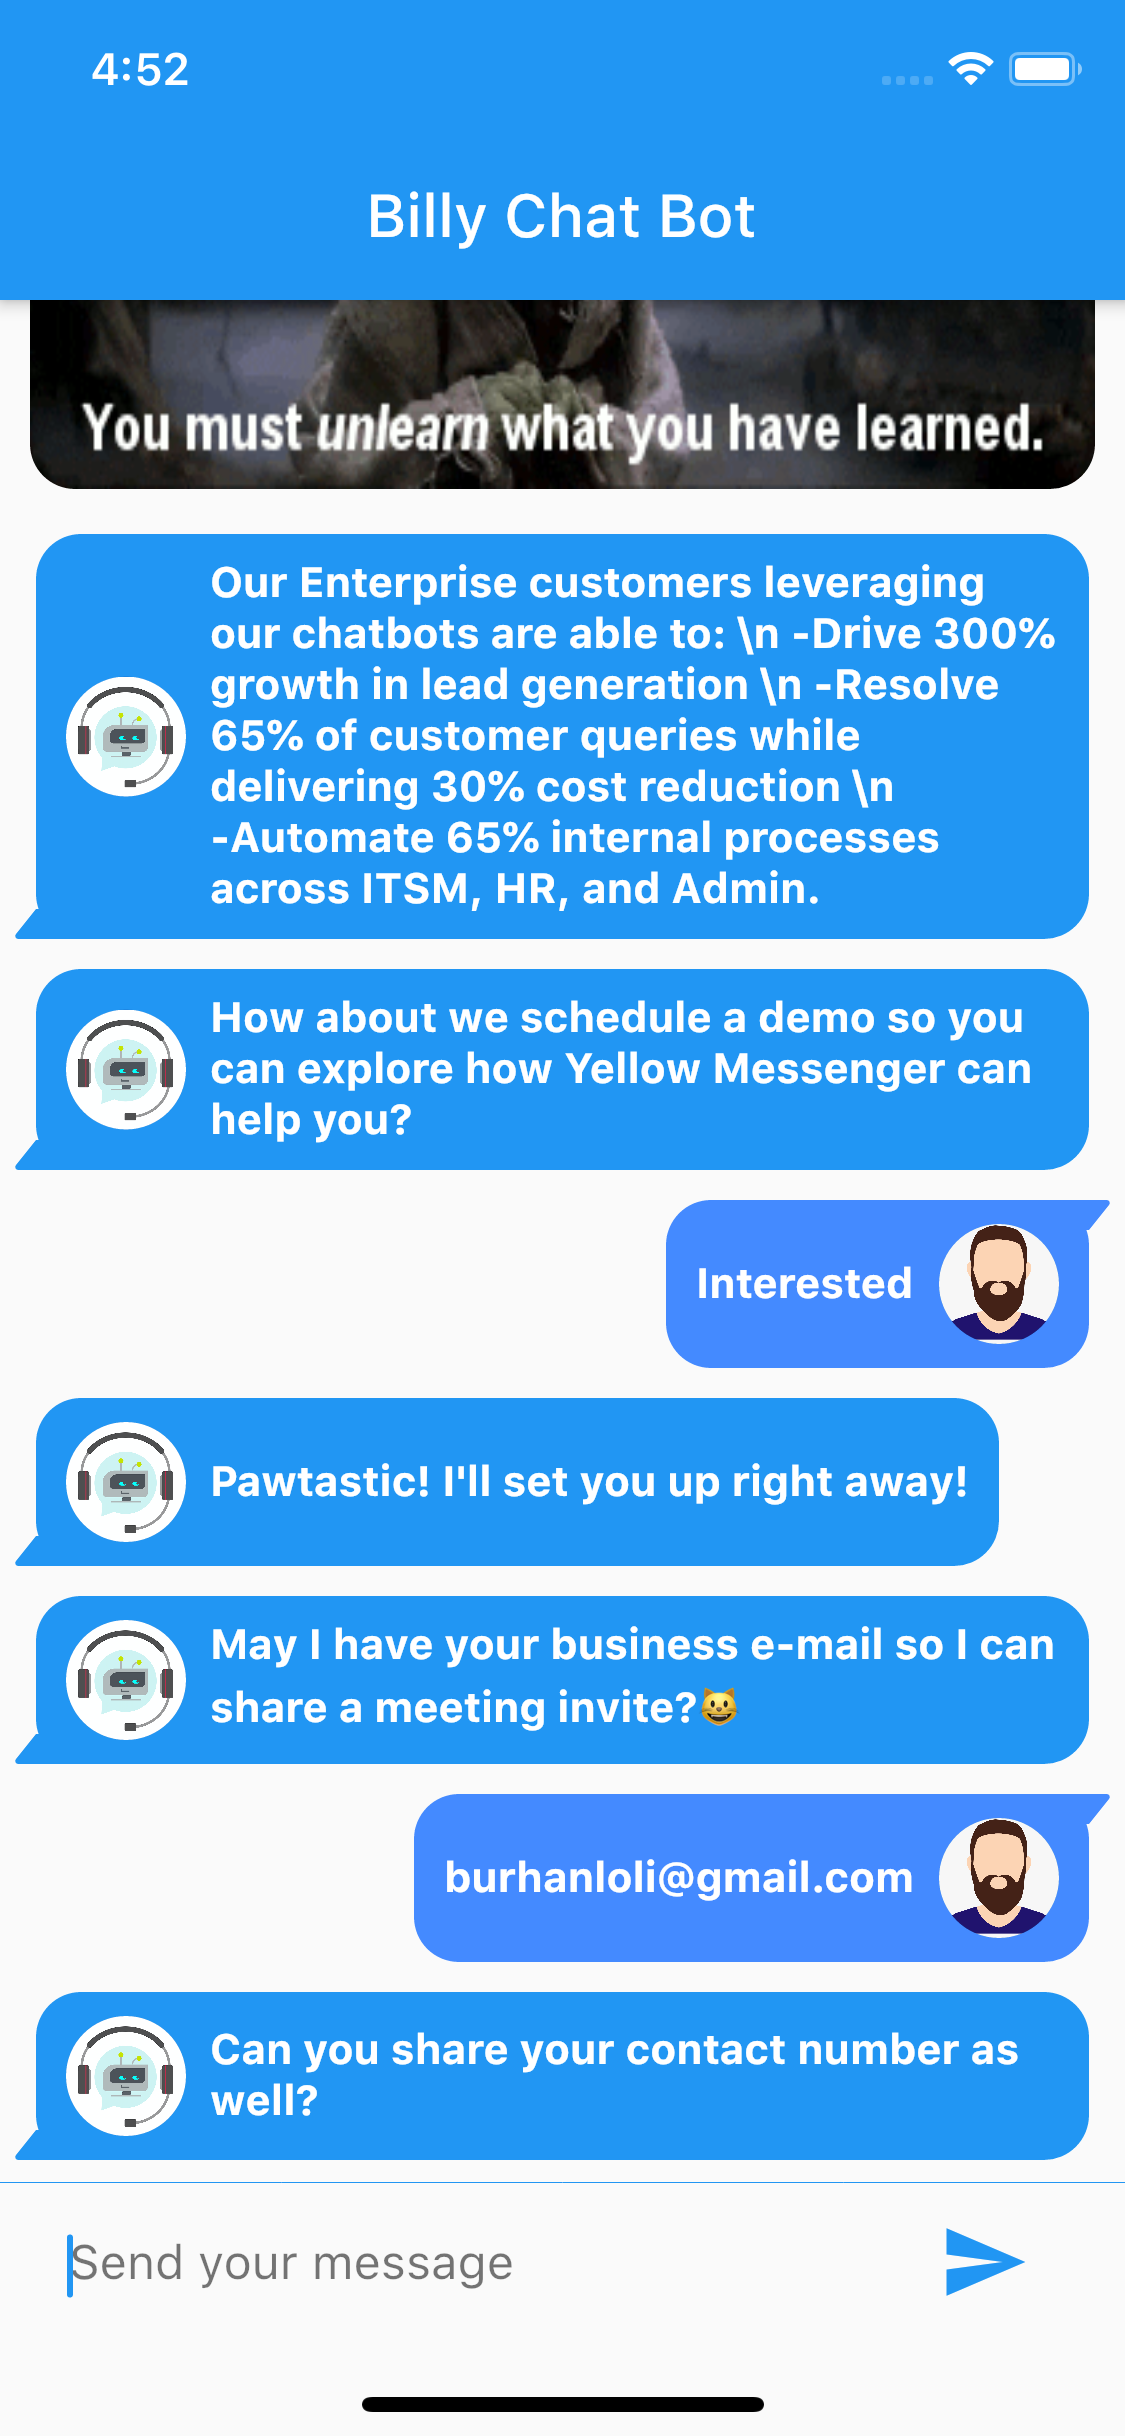 4:52
Billy Chat Bot
You must unlearn what you have learned.
Our Enterprise customers leveraging
our chatbots are able to: \n -Drive 300%
growth in lead generation \n -Resolve
65% of customer queries while
delivering 30% cost reduction \n
-Automate 65% internal processes
across ITSM, HR, and Admin.
How about we schedule a demo so you
can explore how Yellow Messenger can
help you?
Interested
Pawtastic! I'll set you up right away!
May I have your business e-mail so I can
share a meeting invite?😺
burhanloli@gmail.com
Can you share your contact number as
well?
Send your message